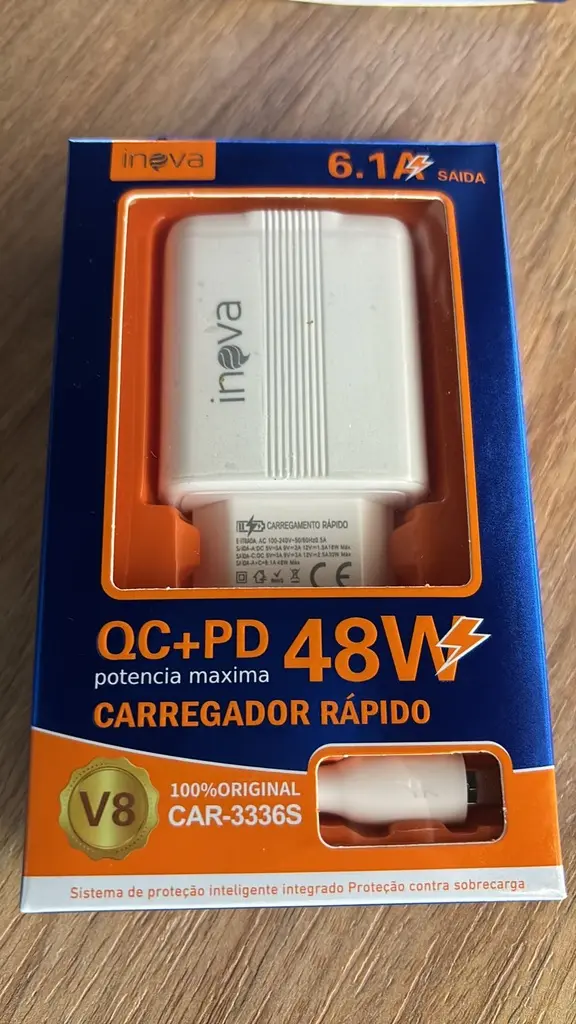 inova
6.1A SAIDA
inova
CARREGAMENTO RÁPIDO
CE
QC+PD 48W
potencia maxima
CARREGADOR RÁPIDO
V8
100%ORIGINAL
CAR-3336S
Sistema de proteção inteligente integrado Proteção contra sobrecarga